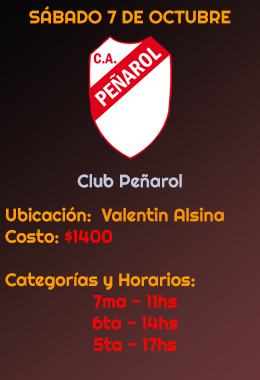 SÁBADO 7 DE OCTUBRE
C.A.
PEÑAROL
Club Peñarol
Ubicación: Valentin Alsina
Costo: $1400
Categorías y Horarios:
7ma - 11hs
6ta - 14hs
5ta - 17hs